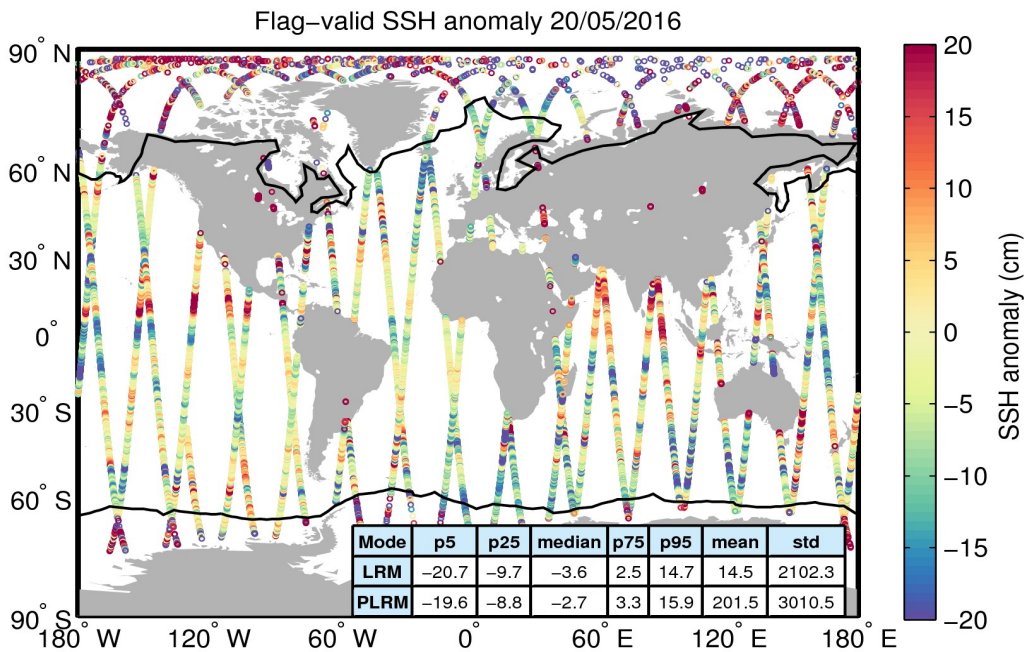 Flag−valid SSH anomaly 20/05/2016
90° N
60° N
30° N
0°
30° S
60° S
90° S
180° W 120° W 60° W 0° 60° E 120° E 180° E
Mode p5 p25 median p75 p95 mean std
LRM −20.7 −9.7 −3.6 2.5 14.7 14.5 2102.3
PLRM −19.6 −8.8 −2.7 3.3 15.9 201.5 3010.5
20
15
10
5
0
−5
−10
−15
−20
SSH anomaly (cm)